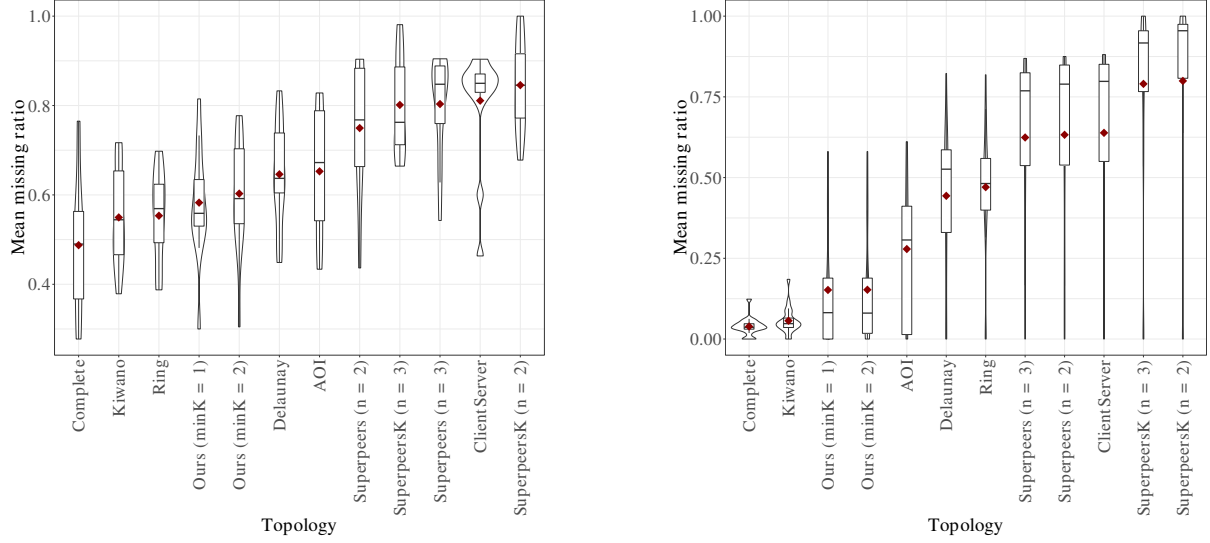 Mean missing ratio
1.0
0.8
0.6
0.4
Complete
Kiwano
Ring
Ours (minK = 1)
Ours (minK = 2)
Delaunay
AOI
Superpeers (n = 2)
SuperpeersK (n = 3)
Superpeers (n = 3)
ClientServer
SuperpeersK (n = 2)
Topology
Mean missing ratio
1.00
0.75
0.50
0.25
0.00
Complete
Kiwano
Ours (minK = 1)
Ours (minK = 2)
AOI
Delaunay
Ring
Superpeers (n = 3)
Superpeers (n = 2)
ClientServer
SuperpeersK (n = 3)
SuperpeersK (n = 2)
Topology